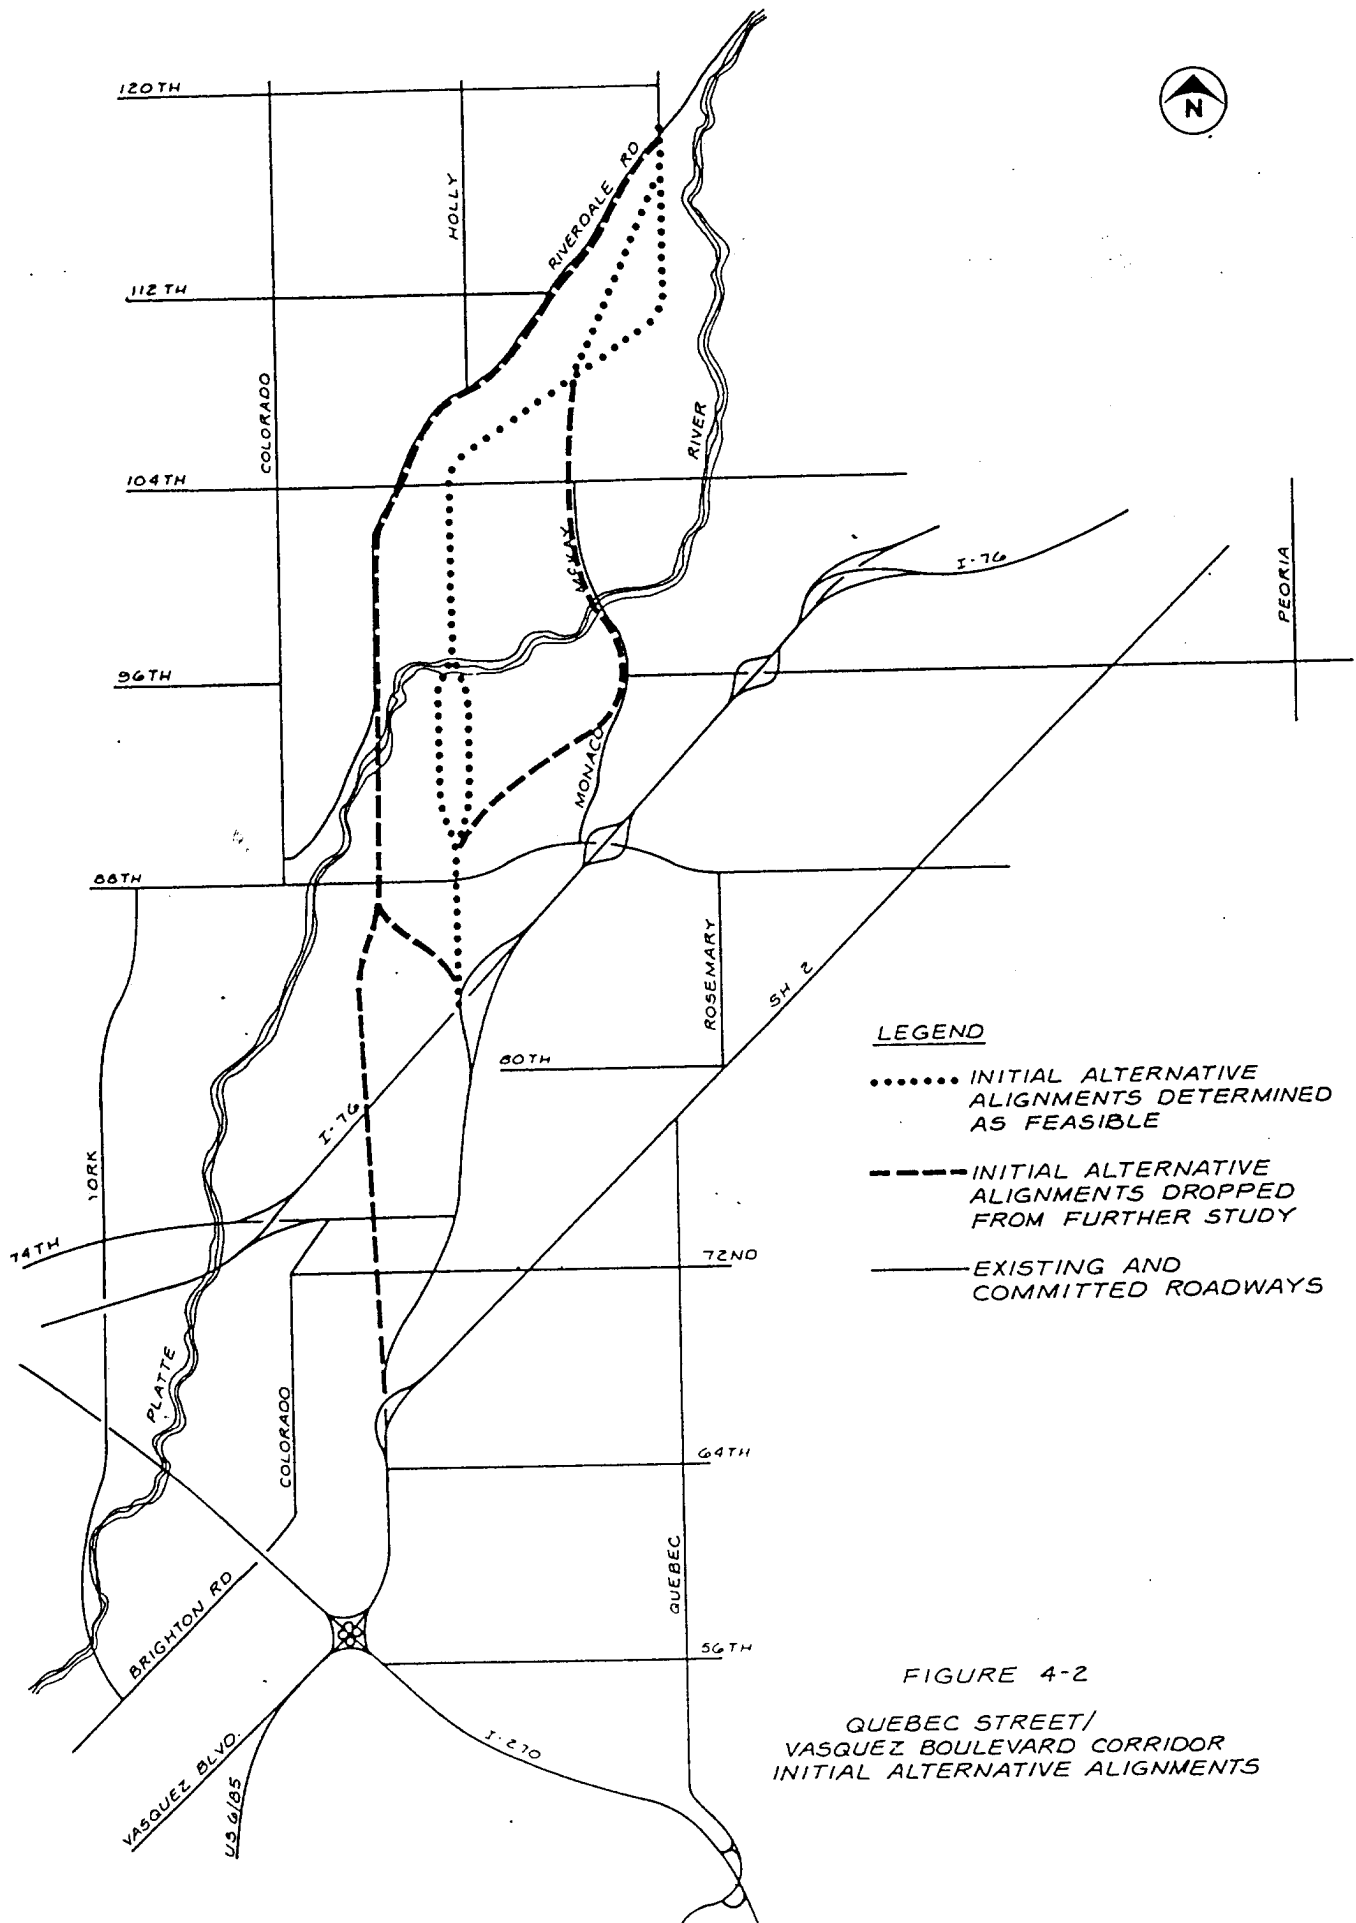 120TH
N
HOLLY
RIVERDALE RD
112TH
COLORADO
RIVER
104TH
MCKAY
I-76
PEORIA
96TH
MONACO
88TH
ROSEMARY
SH 2
80TH
I-76
YORK
74TH
72ND
PLATTE
COLORADO
64TH
QUEBEC
BRIGHTON RD
56TH
VASQUEZ BLVD.
US 6/85
I-270
LEGEND
INITIAL ALTERNATIVE
ALIGNMENTS DETERMINED
AS FEASIBLE
INITIAL ALTERNATIVE
ALIGNMENTS DROPPED
FROM FURTHER STUDY
EXISTING AND
COMMITTED ROADWAYS
FIGURE 4-2
QUEBEC STREET/
VASQUEZ BOULEVARD CORRIDOR
INITIAL ALTERNATIVE ALIGNMENTS